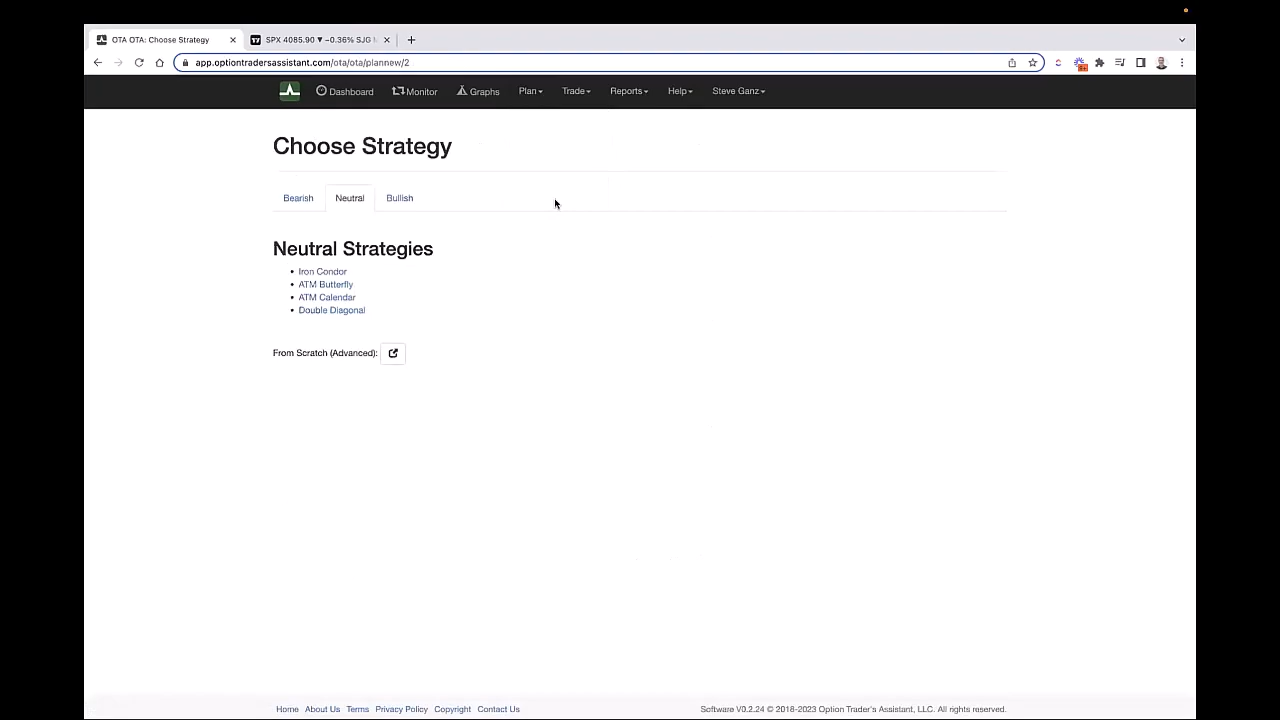 OTA OTA: Choose Strategy
SPX 4085.90 ▼ −0.36% SJG
app.optiontradersassistant.com/ota/ota/plannew/2
Dashboard Monitor Graphs Plan Trade Reports Help Steve Ganz
Choose Strategy
Bearish Neutral Bullish
Neutral Strategies
• Iron Condor
• ATM Butterfly
• ATM Calendar
• Double Diagonal
From Scratch (Advanced):
Home About Us Terms Privacy Policy Copyright Contact Us
Software V0.2.24 © 2018-2023 Option Trader's Assistant, LLC. All rights reserved.